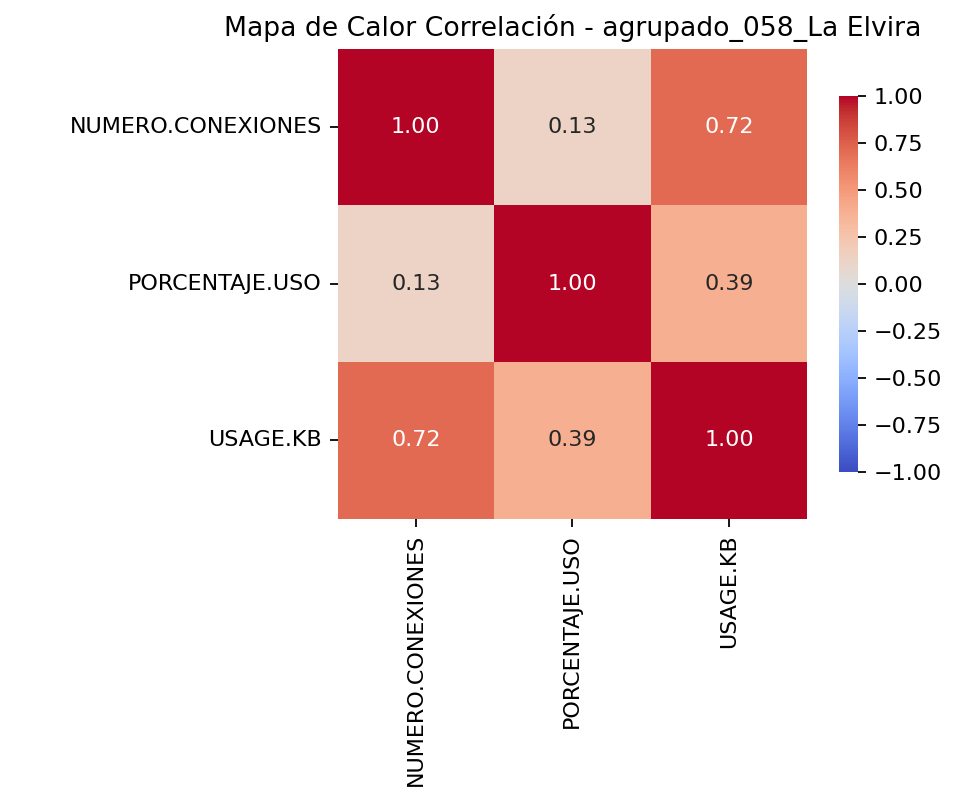 Mapa de Calor Correlación - agrupado_058_La Elvira
NUMERO.CONEXIONES
1.00 0.13 0.72
PORCENTAJE.USO
0.13 1.00 0.39
USAGE.KB
0.72 0.39 1.00
NUMERO.CONEXIONES
PORCENTAJE.USO
USAGE.KB
1.00
0.75
0.50
0.25
0.00
−0.25
−0.50
−0.75
−1.00